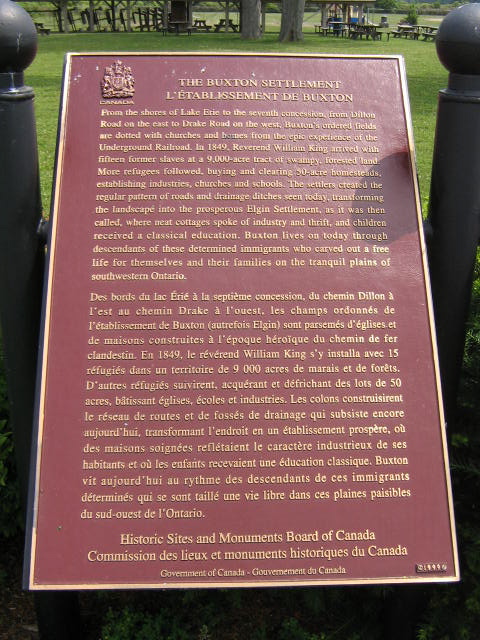 CANADA
THE BUXTON SETTLEMENT
L'ÉTABLISSEMENT DE BUXTON
From the shores of Lake Erie to the seventh concession, from Dillon
Road on the east to Drake Road on the west, Buxton's ordered fields
are dotted with churches and homes from the epic experience of the
Underground Railroad. In 1849, Reverend William King arrived with
fifteen former slaves at a 9,000-acre tract of swampy, forested land
More refugees followed, buying and clearing 50-acre homesteads,
establishing industries, churches and schools. The settlers created the
regular pattern of roads and drainage ditches seen today, transforming
the landscape into the prosperous Elgin Settlement, as it was then
called, where neat cottages spoke of industry and thrift, and children
received a classical education. Buxton lives on today through
descendants of these determined immigrants who carved out a free
life for themselves and their families on the tranquil plains of
southwestern Ontario.
Des bords du lac Érié à la septième concession, du chemin Dillon à
l'est au chemin Drake à l'ouest, les champs ordonnés de
l'établissement de Buxton (autrefois Elgin) sont parsemés d'églises et
de maisons construites à l'époque héroïque du chemin de fer
clandestin. En 1849, le révérend William King s'y installa avec 15
réfugiés dans un territoire de 9 000 acres de marais et de forêts.
D'autres réfugiés suivirent, acquérant et défrichant des lots de 50
acres, bâtissant églises, écoles et industries. Les colons construisirent
le réseau de routes et de fossés de drainage qui subsiste encore
aujourd'hui, transformant l'endroit en un établissement prospère, où
des maisons soignées reflétaient le caractère industrieux de ses
habitants et où les enfants recevaient une éducation classique. Buxton
vit aujourd'hui au rythme des descendants de ces immigrants
déterminés qui se sont taillé une vie libre dans ces plaines paisibles
du sud-ouest de l'Ontario.
Historic Sites and Monuments Board of Canada
Commission des lieux et monuments historiques du Canada
Government of Canada - Gouvernement du Canada